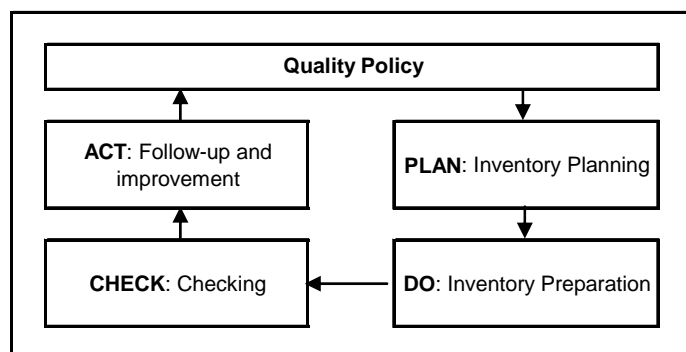 Quality Policy
ACT: Follow-up and
improvement
PLAN: Inventory Planning
CHECK: Checking
DO: Inventory Preparation